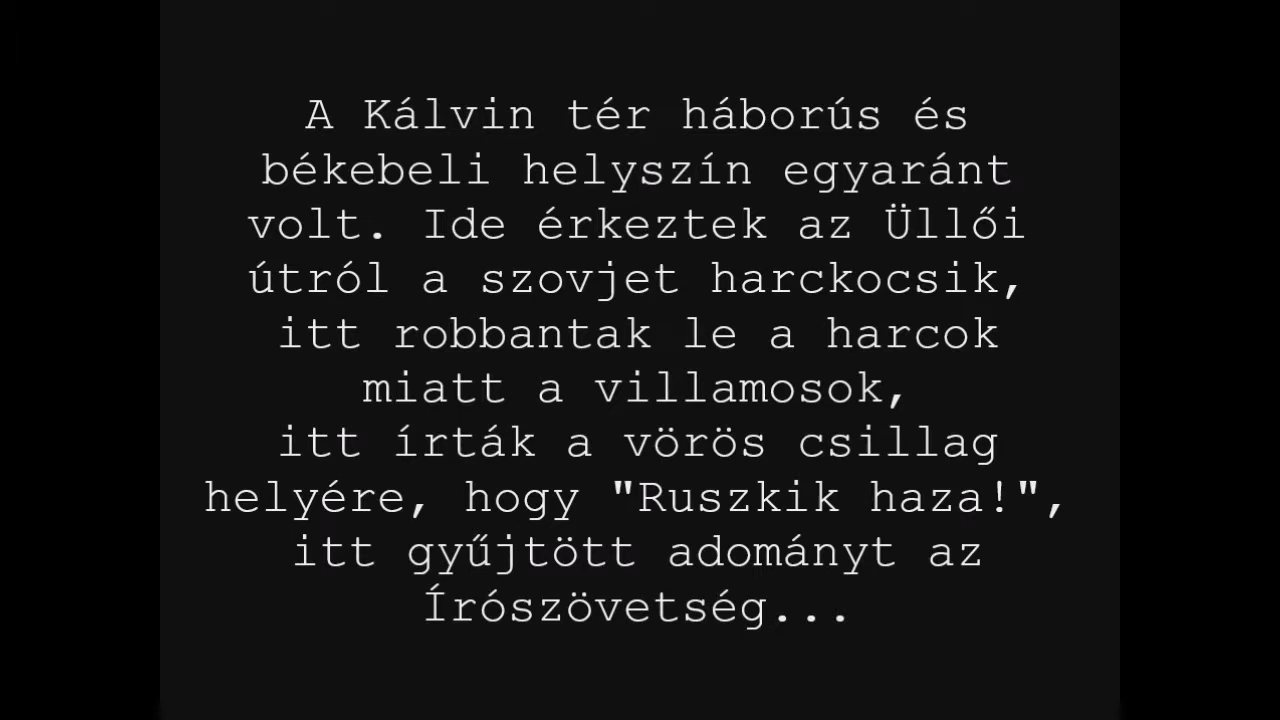 A Kálvin tér háborús és
békebeli helyszín egyaránt
volt. Ide érkeztek az Üllői
útról a szovjet harckocsik,
itt robbantak le a harcok
miatt a villamosok,
itt írták a vörös csillag
helyére, hogy "Ruszkik haza!",
itt gyűjtött adományt az
Írószövetség...